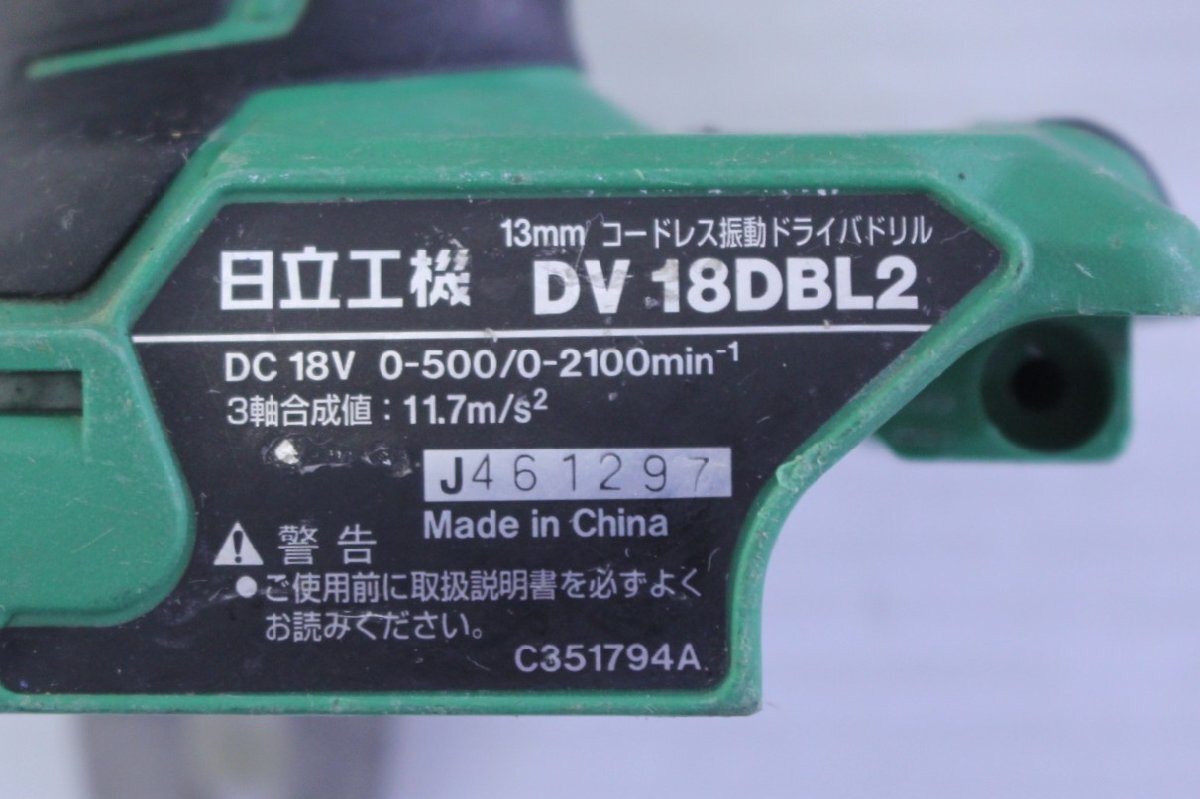 13mm コードレス振動ドライバドリル
日立工機 DV 18DBL2
DC 18V 0-500/0-2100min⁻¹
3軸合成値：11.7m/s²
J461297
Made in China
警告
●ご使用前に取扱説明書を必ずよく
お読みください。
C351794A